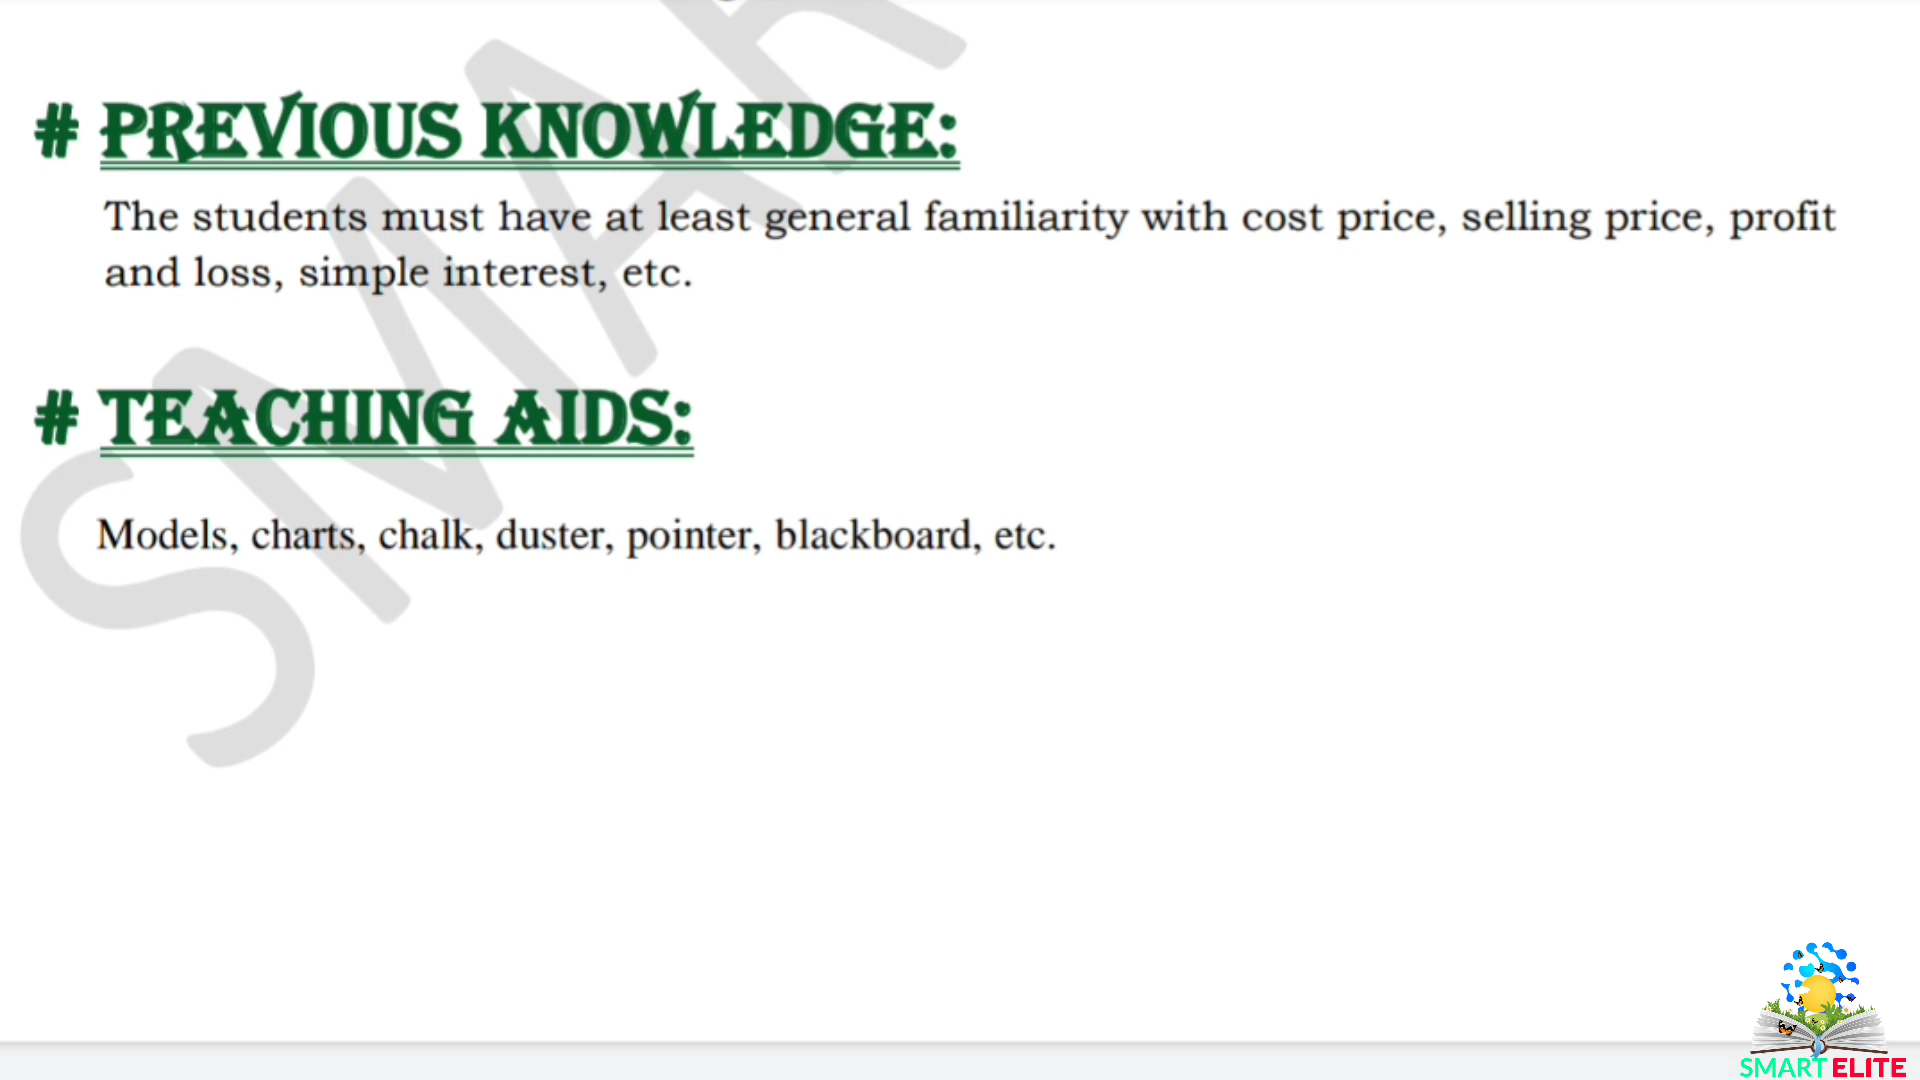 # PREVIOUS KNOWLEDGE:
The students must have at least general familiarity with cost price, selling price, profit
and loss, simple interest, etc.
# TEACHING AIDS:
Models, charts, chalk, duster, pointer, blackboard, etc.
SMAR
SMART ELITE